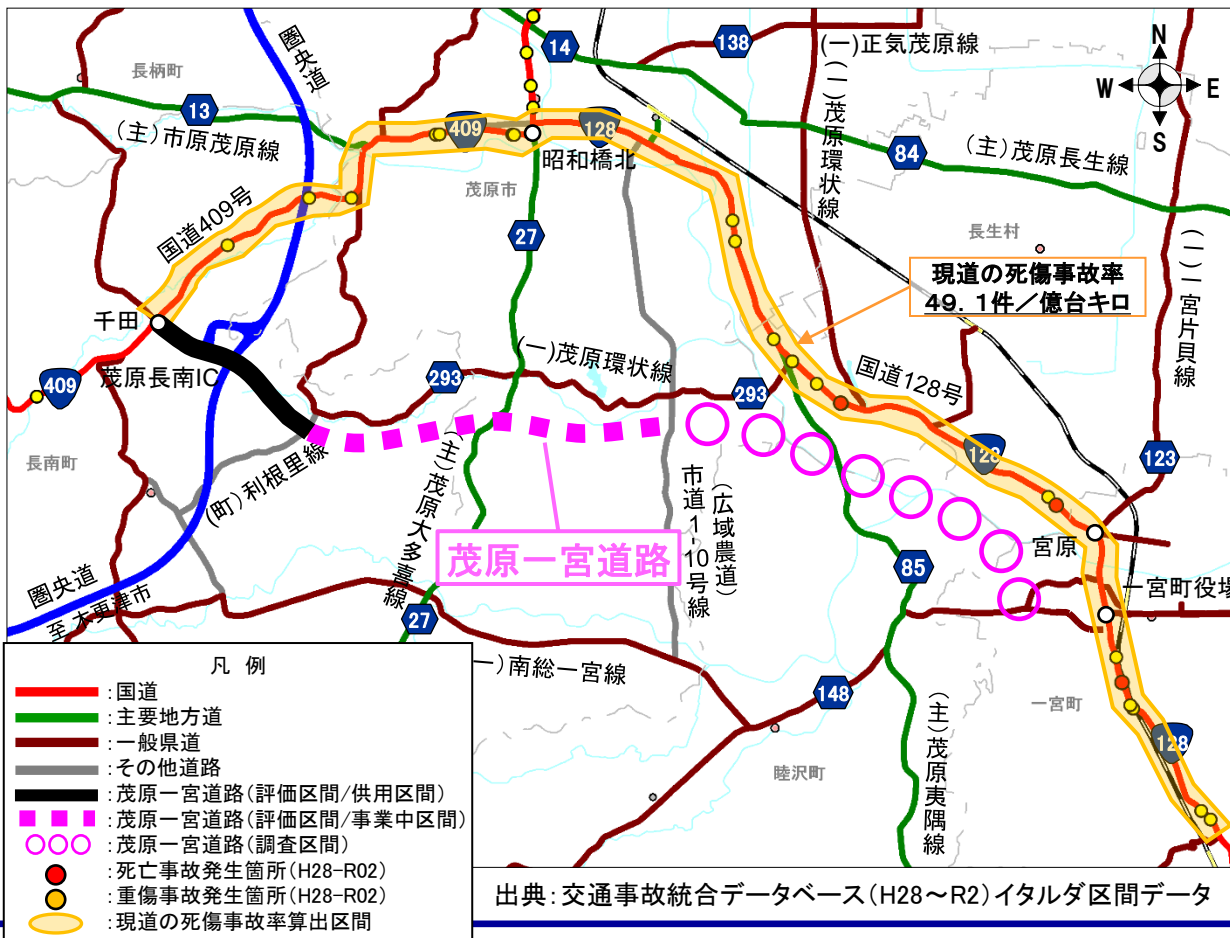 圏央道
14
138
(一)正気茂原線
N
W
E
S
長柄町
13
(主)市原茂原線
409
128
昭和橋北
(一)茂原環状線
84
(主)茂原長生線
茂原市
国道409号
27
長生村
(一)一宮片貝線
現道の死傷事故率
49.1件/億台キロ
千田
茂原長南IC
409
293
(一)茂原環状線
293
国道128号
128
123
長南町
(町)利根里線
(主)茂原大多喜線
市道1-10号線
(広域農道)
茂原一宮道路
宮原
85
一宮町役場
圏央道
至 木更津市
27
一)南総一宮線
148
(主)茂原夷隅線
一宮町
128
睦沢町
凡 例
:国道
:主要地方道
:一般県道
:その他道路
:茂原一宮道路(評価区間/供用区間)
:茂原一宮道路(評価区間/事業中区間)
:茂原一宮道路(調査区間)
:死亡事故発生箇所(H28-R02)
:重傷事故発生箇所(H28-R02)
:現道の死傷事故率算出区間
出典:交通事故統合データベース(H28~R2)イタルダ区間データ